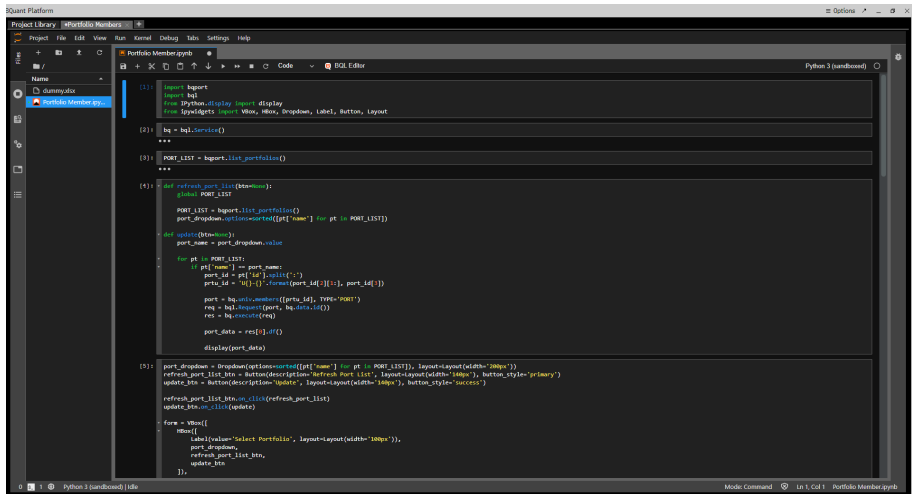 BQuant Platform
Options
Project Library
*Portfolio Members
Project File Edit View Run Kernel Debug Tabs Settings Help
Files
Portfolio Member.ipynb
Code
BQL Editor
Python 3 (sandboxed)
/
Name
dummy.xlsx
Portfolio Member.ipy...
[1]: import bqport
import bql
from IPython.display import display
from ipywidgets import VBox, HBox, Dropdown, Label, Button, Layout
[2]: bq = bql.Service()
•••
[3]: PORT_LIST = bqport.list_portfolios()
•••
[4]: def refresh_port_list(btn=None):
global PORT_LIST
PORT_LIST = bqport.list_portfolios()
port_dropdown.options=sorted([pt['name'] for pt in PORT_LIST])
def update(btn=None):
port_name = port_dropdown.value
for pt in PORT_LIST:
if pt['name'] == port_name:
port_id = pt['id'].split(':')
prtu_id = 'U{}-{}'.format(port_id[2][1:], port_id[3])
port = bq.univ.members([prtu_id], TYPE='PORT')
req = bql.Request(port, bq.data.id())
res = bq.execute(req)
port_data = res[0].df()
display(port_data)
[5]: port_dropdown = Dropdown(options=sorted([pt['name'] for pt in PORT_LIST]), layout=Layout(width='200px'))
refresh_port_list_btn = Button(description='Refresh Port List', layout=Layout(width='140px'), button_style='primary')
update_btn = Button(description='Update', layout=Layout(width='140px'), button_style='success')
refresh_port_list_btn.on_click(refresh_port_list)
update_btn.on_click(update)
form = VBox([
HBox([
Label(value='Select Portfolio', layout=Layout(width='100px')),
port_dropdown,
refresh_port_list_btn,
update_btn
]),
0 1 Python 3 (sandboxed) | Idle
Mode: Command Ln 1, Col 1 Portfolio Member.ipynb